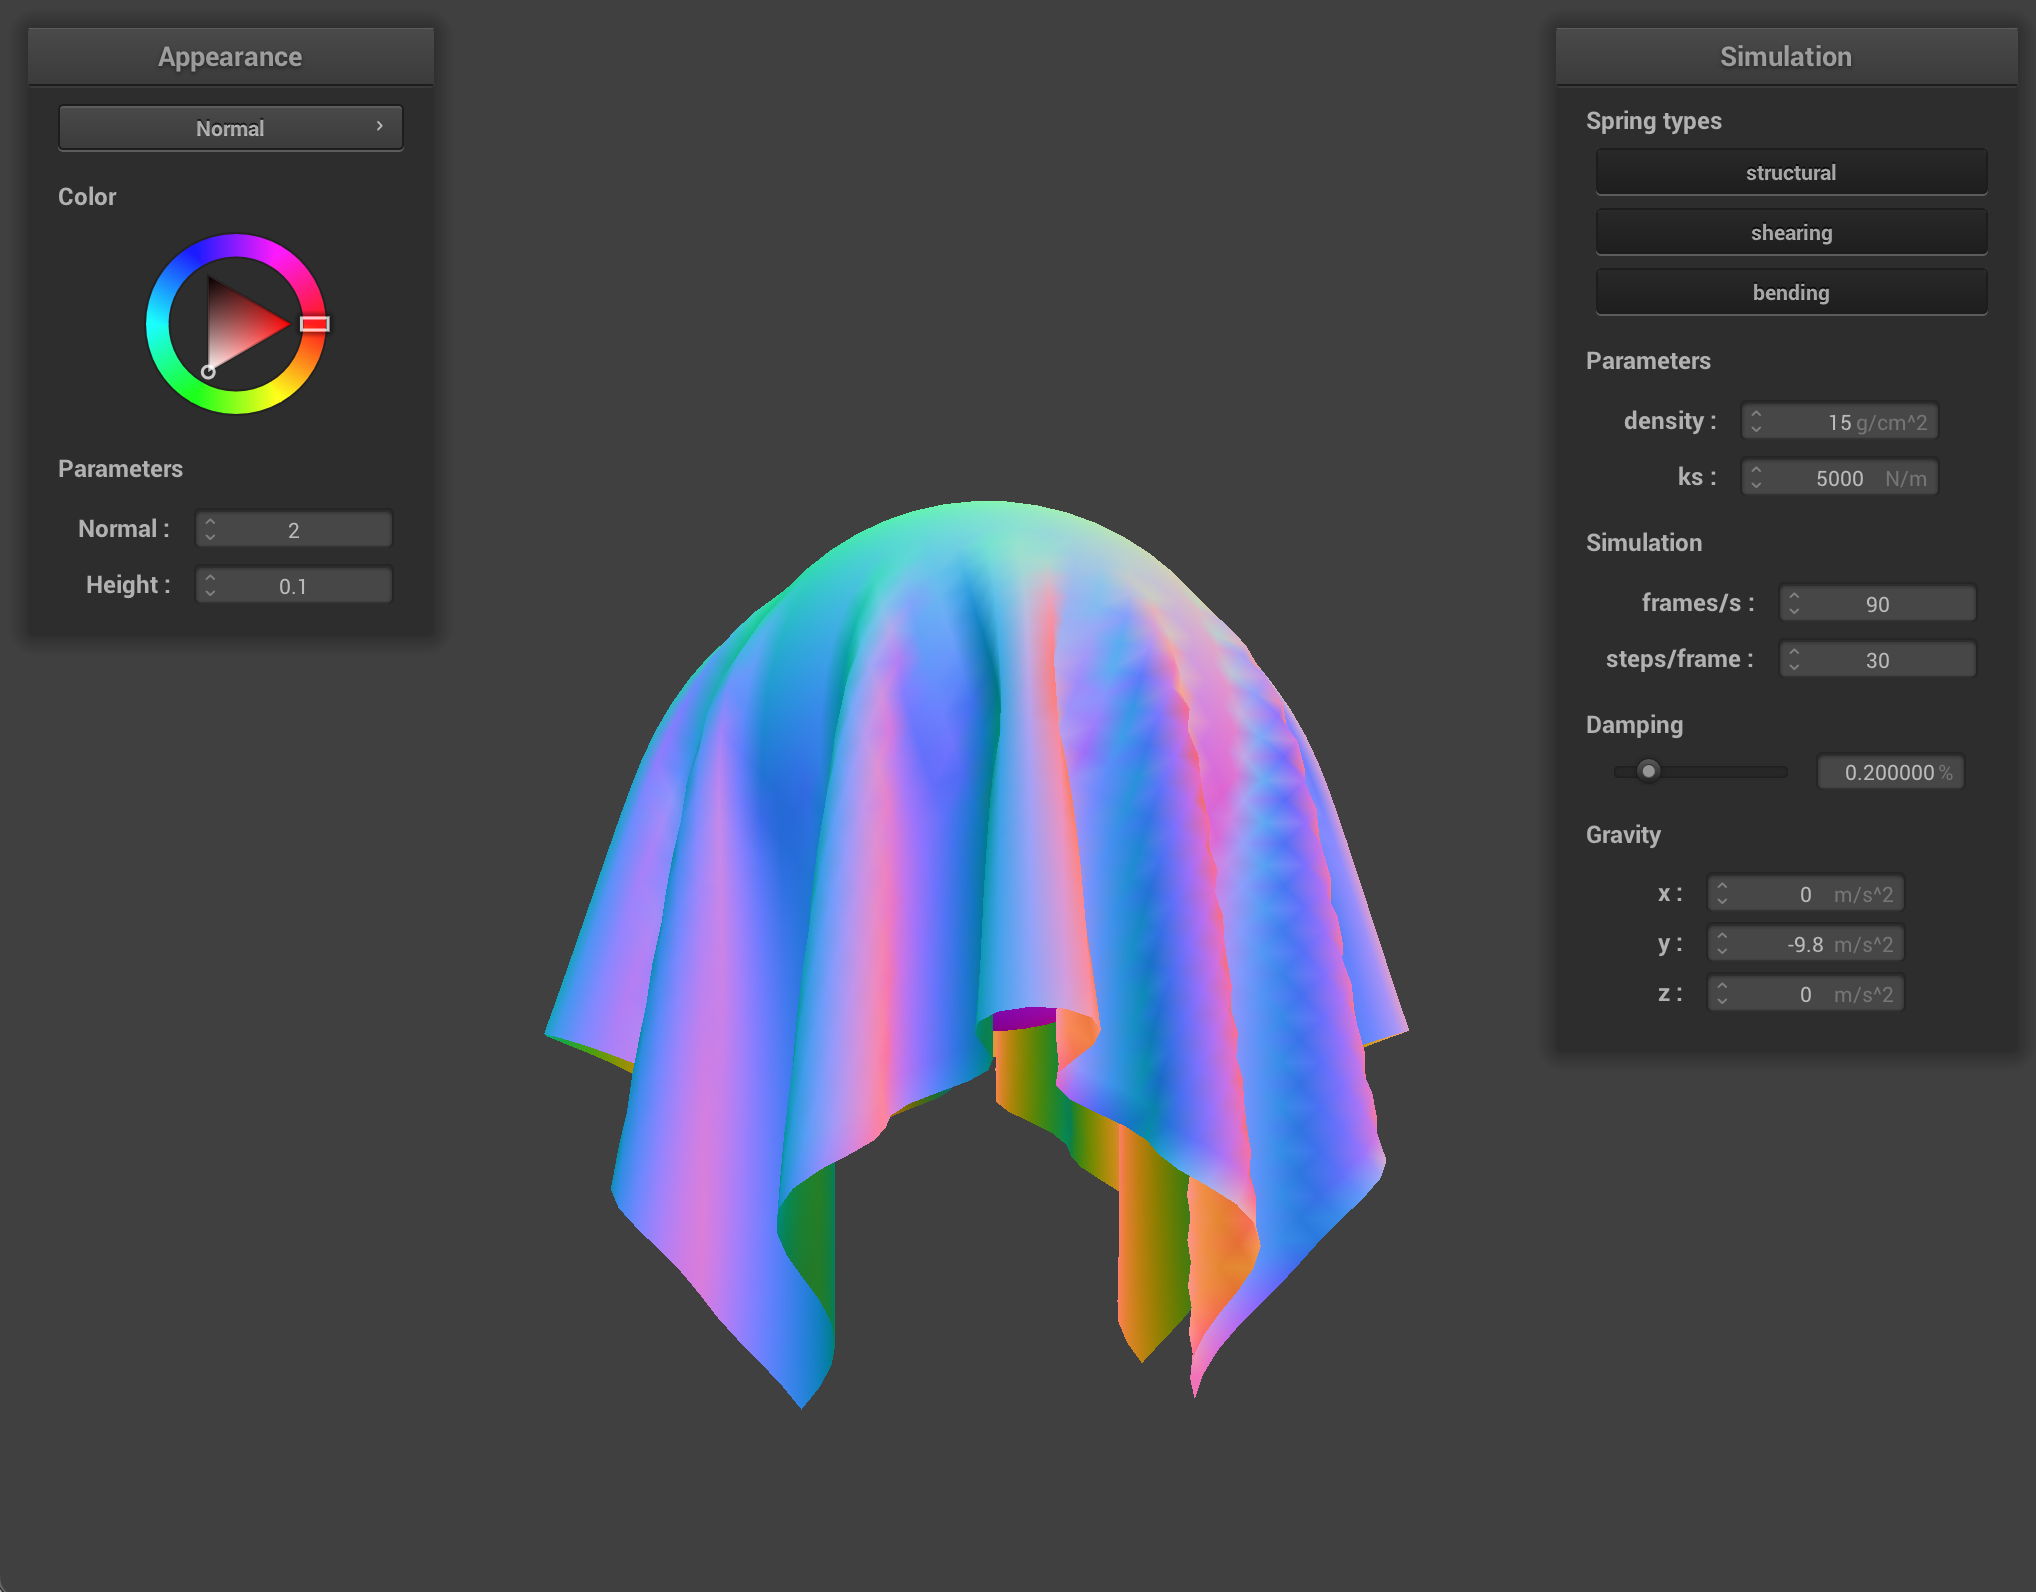 Appearance
Normal
Color
Parameters
Normal : 2
Height : 0.1
Simulation
Spring types
structural
shearing
bending
Parameters
density : 15 g/cm^2
ks : 5000 N/m
Simulation
frames/s : 90
steps/frame : 30
Damping
0.200000 %
Gravity
x : 0 m/s^2
y : -9.8 m/s^2
z : 0 m/s^2